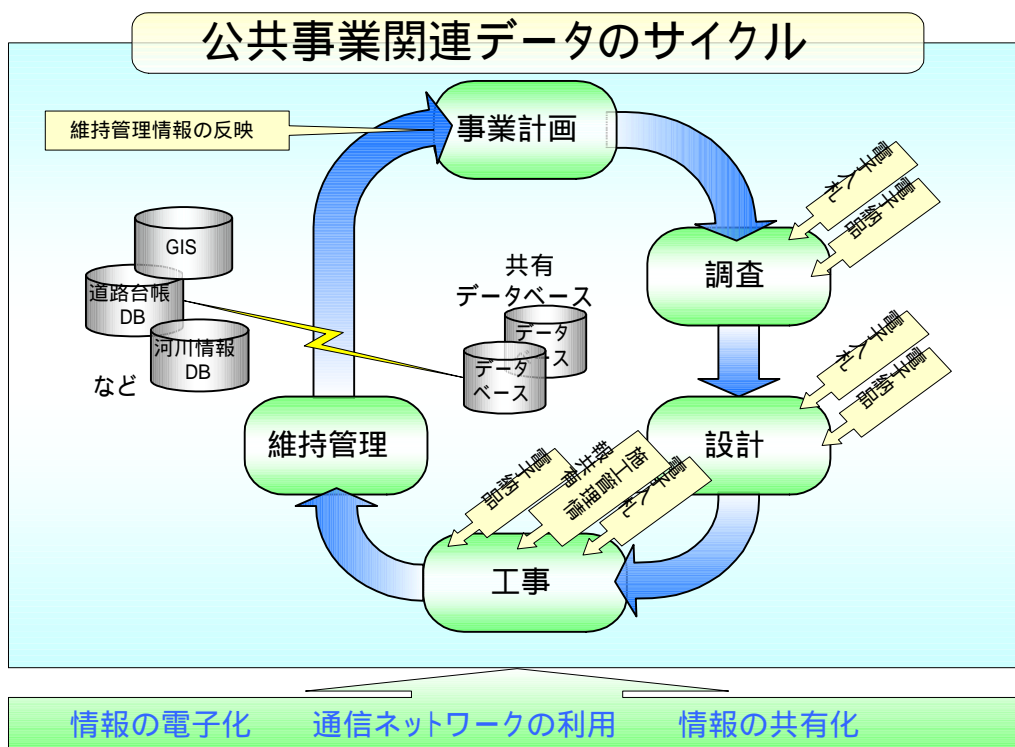 公共事業関連データのサイクル
維持管理情報の反映
事業計画
電子入
札
電子納
品
調査
GIS
道路台帳
DB
河川情報
DB
など
共有
データベース
データ
ベース
データ
ベース
電子入
札
電子納
品
設計
維持管理
電子納
品
施工管理情
報共有
電子入
札
工事
情報の電子化
通信ネットワークの利用
情報の共有化